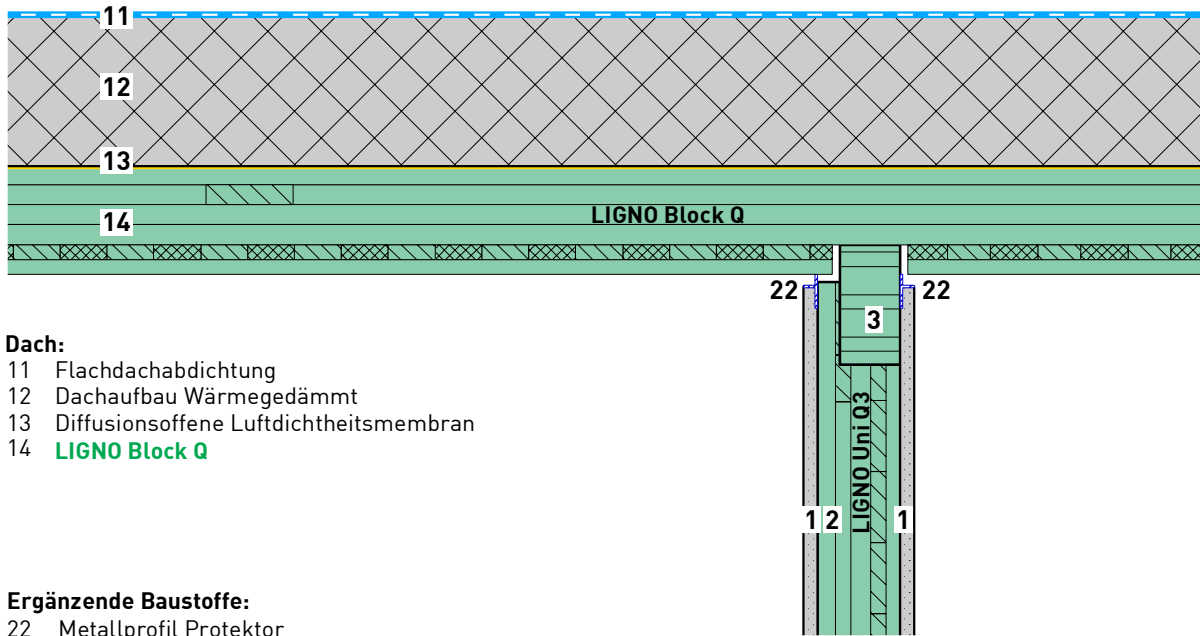 11
12
13
14
LIGNO Block Q
22
22
3
Dach:
11 Flachdachabdichtung
12 Dachaufbau Wärmegedämmt
13 Diffusionsoffene Luftdichtheitsmembran
14 LIGNO Block Q
LIGNO Uni Q3
1 2 1
Ergänzende Baustoffe:
22 Metallprofil Protektor